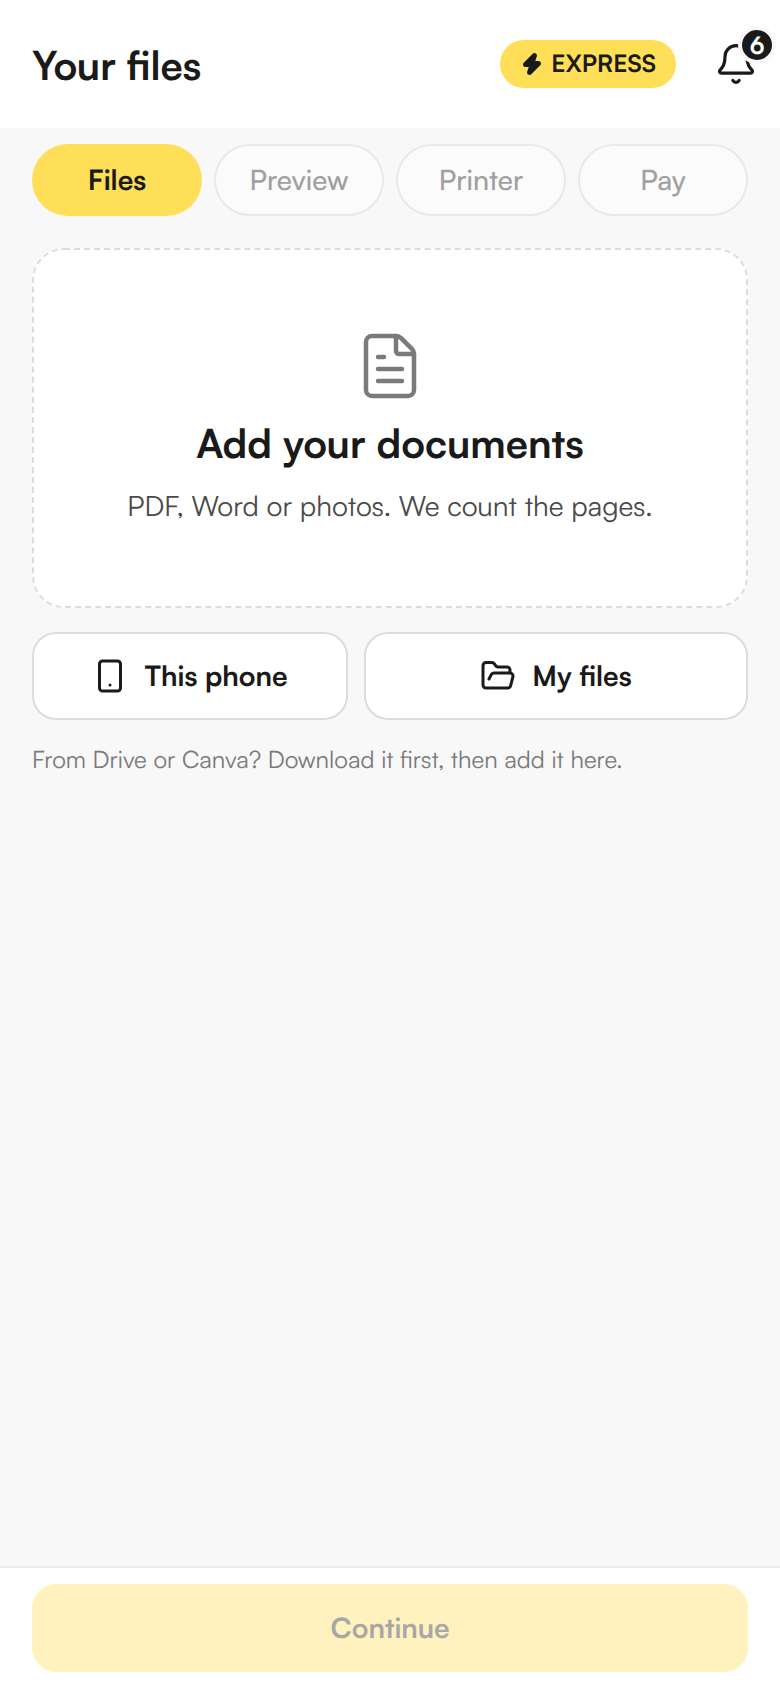 Your files
EXPRESS
6
Files
Preview
Printer
Pay
Add your documents
PDF, Word or photos. We count the pages.
This phone
My files
From Drive or Canva? Download it first, then add it here.
Continue